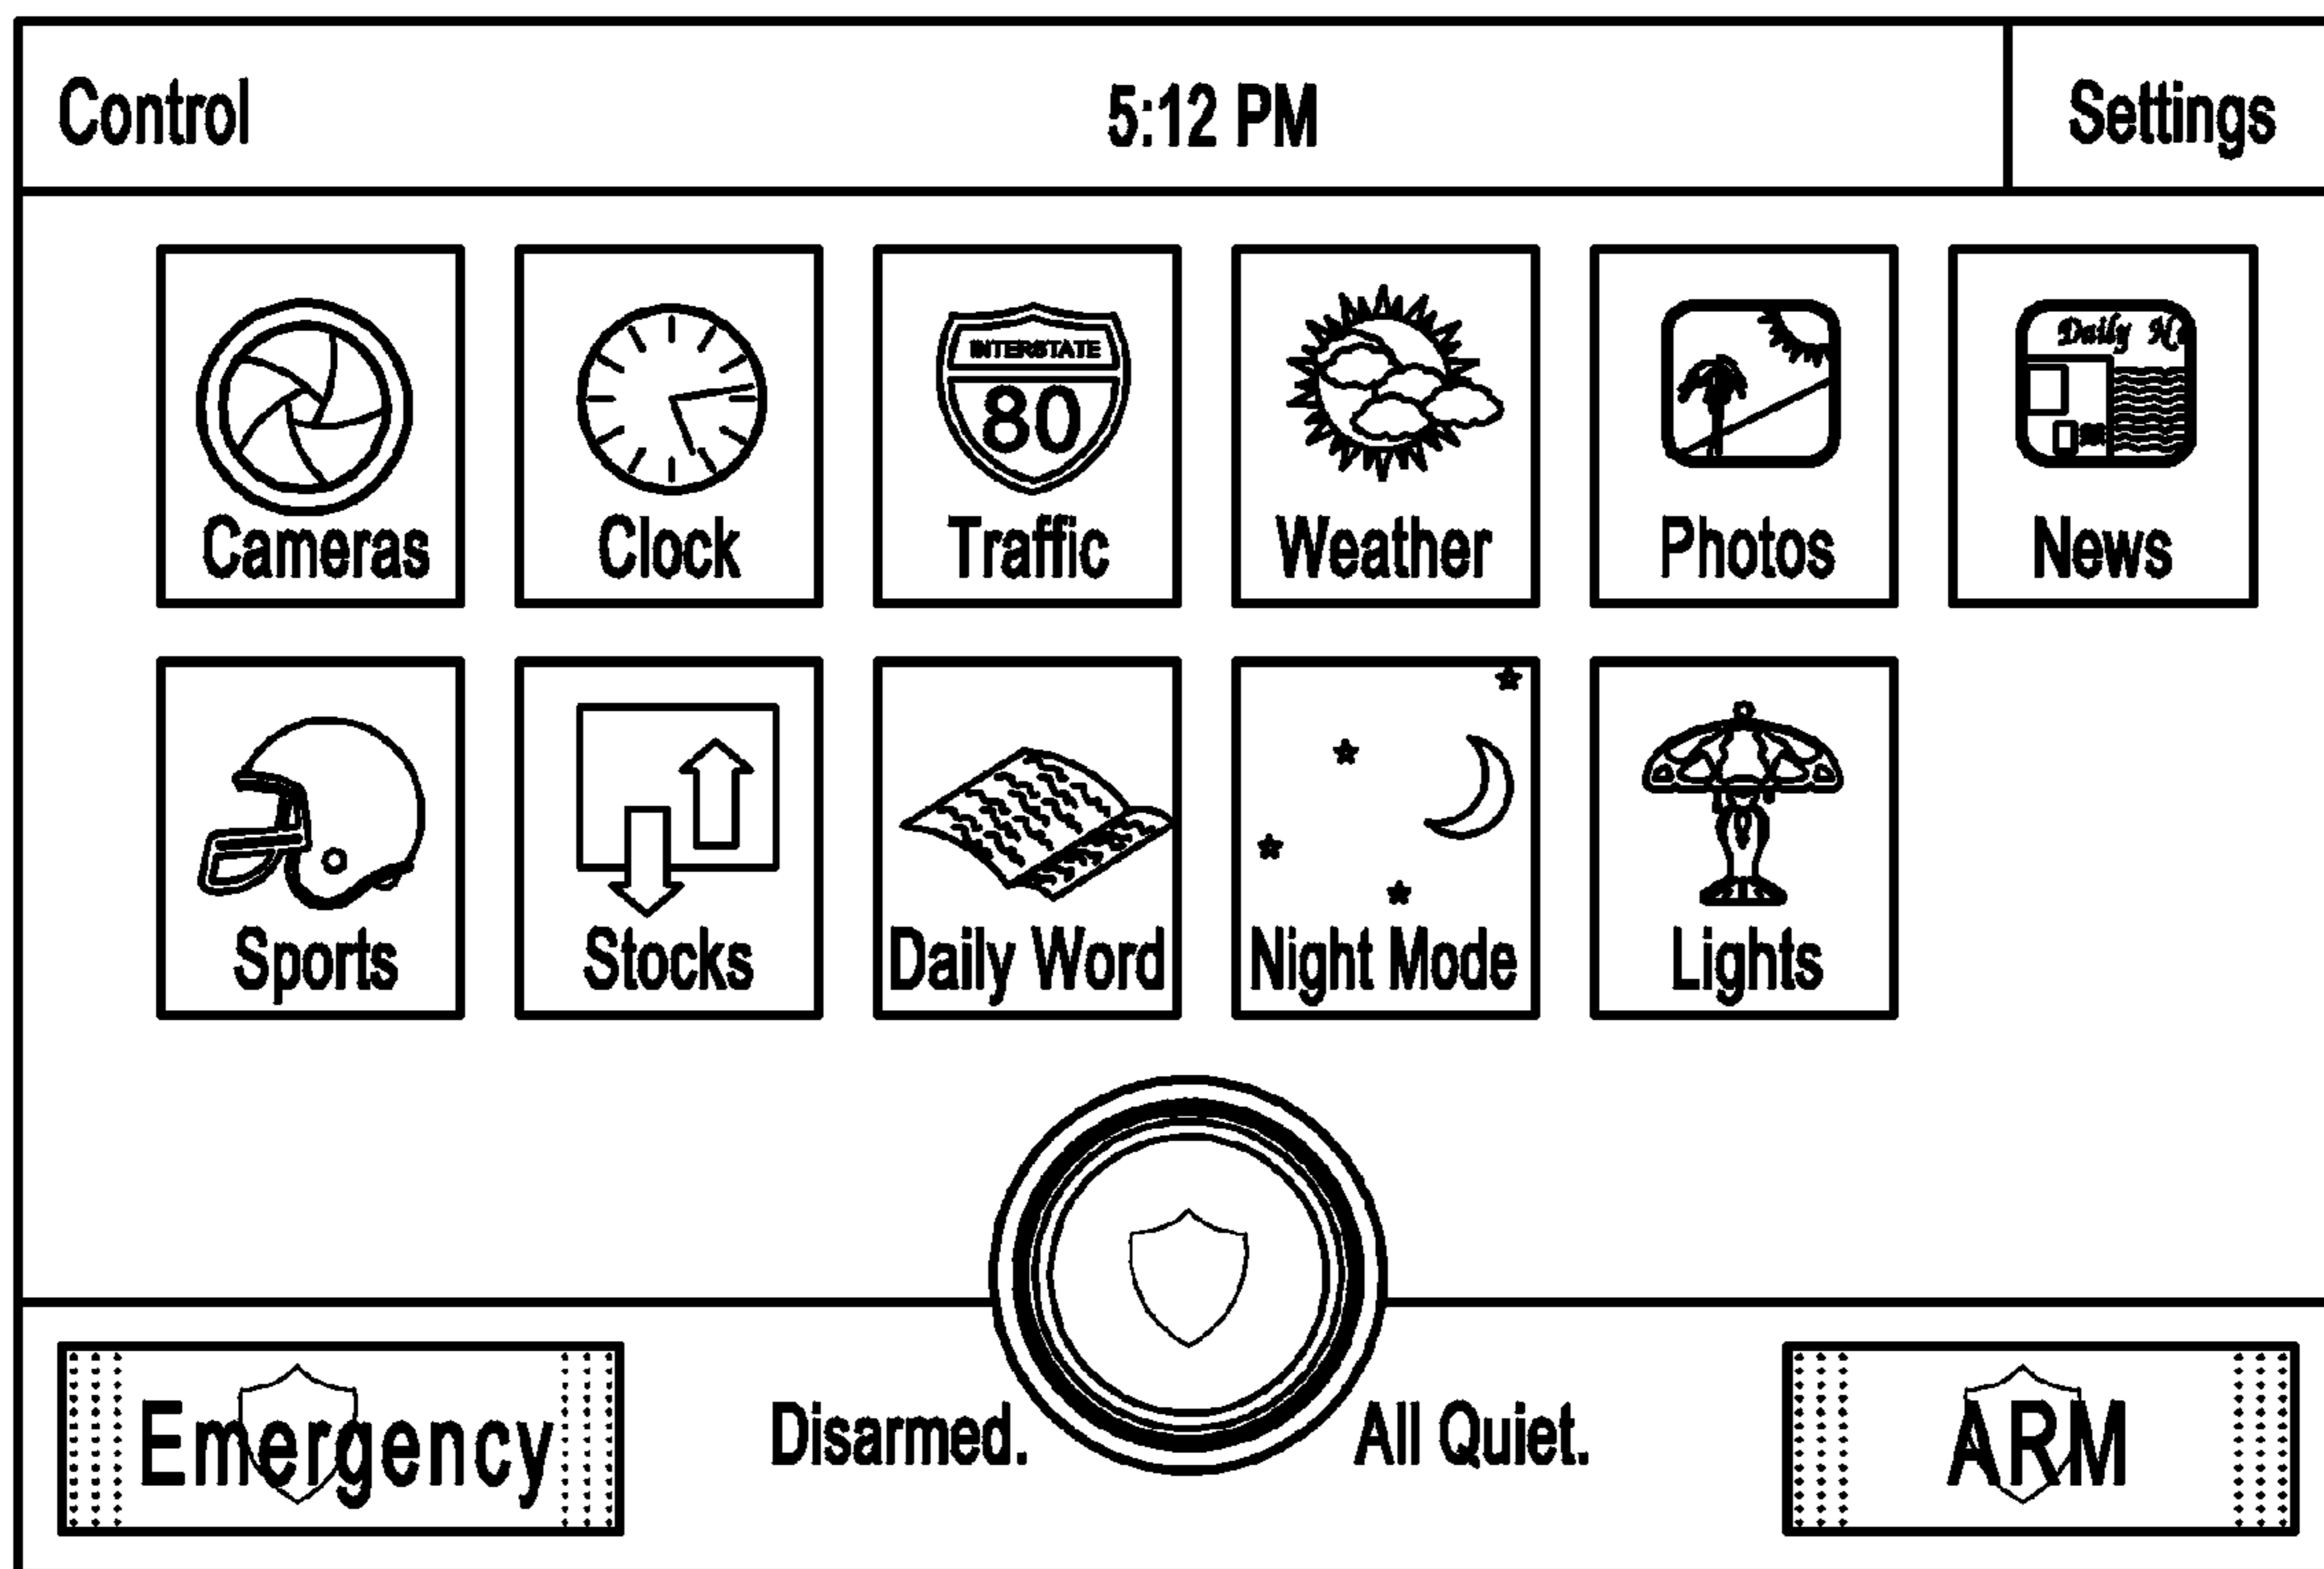 Control 5:12 PM Settings
INTERSTATE
80
Daily
Cameras Clock Traffic Weather Photos News
Sports Stocks Daily Word Night Mode Lights
Emergency Disarmed. All Quiet. ARM